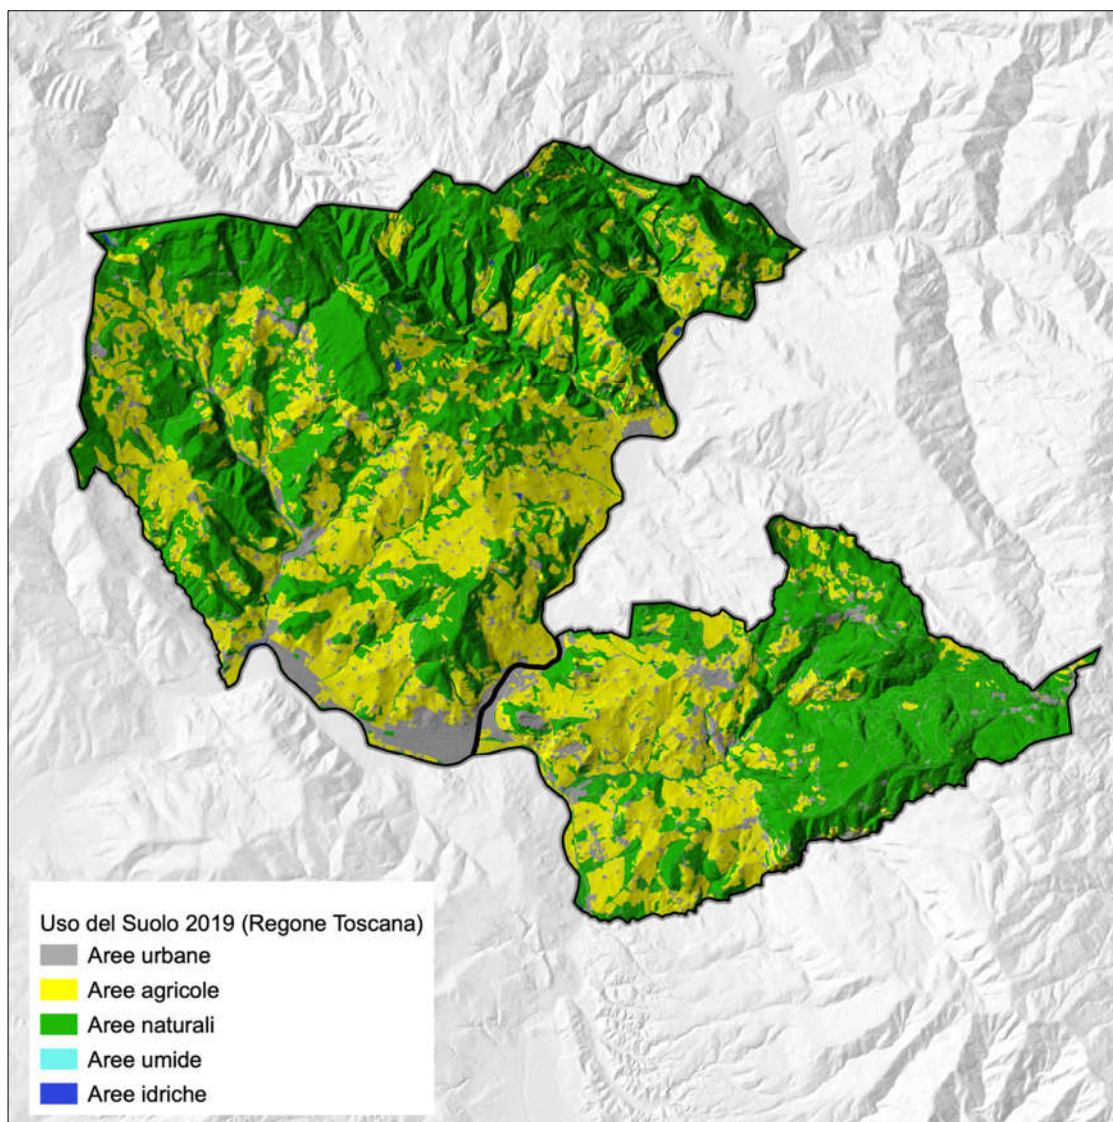 Uso del Suolo 2019 (Regone Toscana)
Aree urbane
Aree agricole
Aree naturali
Aree umide
Aree idriche